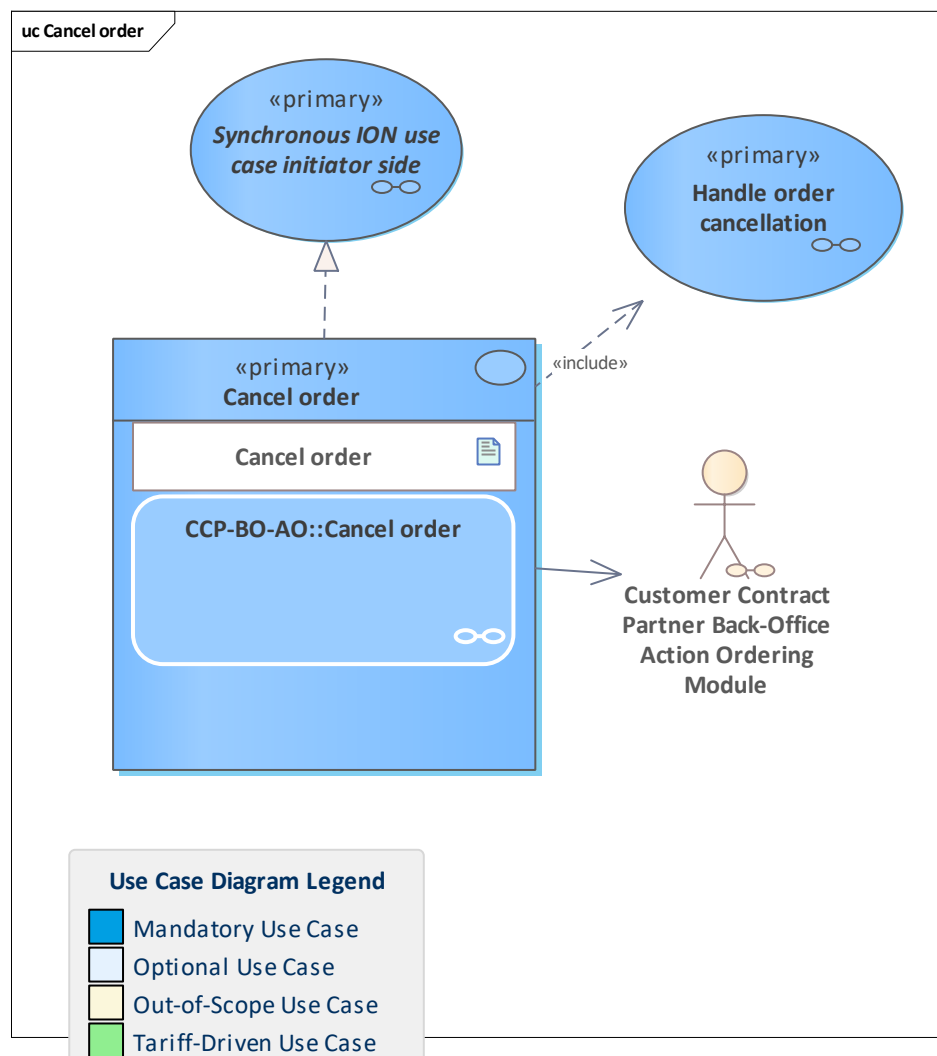 uc Cancel order
«primary»
Synchronous ION use
case initiator side
«primary»
Handle order
cancellation
«primary»
Cancel order
«include»
Cancel order
CCP-BO-AO::Cancel order
Customer Contract
Partner Back-Office
Action Ordering
Module
Use Case Diagram Legend
Mandatory Use Case
Optional Use Case
Out-of-Scope Use Case
Tariff-Driven Use Case